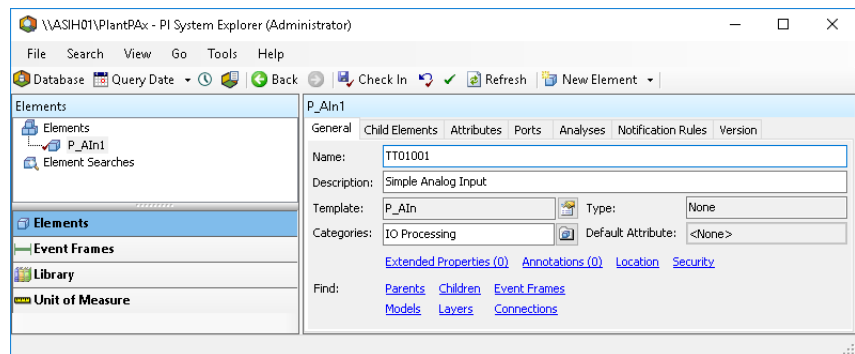 \\ASIH01\PlantPAx - PI System Explorer (Administrator)
File Search View Go Tools Help
Database Query Date Back Check In Refresh New Element
Elements
Elements
P_AIn1
Element Searches
Elements
Event Frames
Library
Unit of Measure
P_AIn1
General Child Elements Attributes Ports Analyses Notification Rules Version
Name: TT01001
Description: Simple Analog Input
Template: P_AIn Type: None
Categories: IO Processing Default Attribute: <None>
Extended Properties (0) Annotations (0) Location Security
Find: Parents Children Event Frames
Models Layers Connections